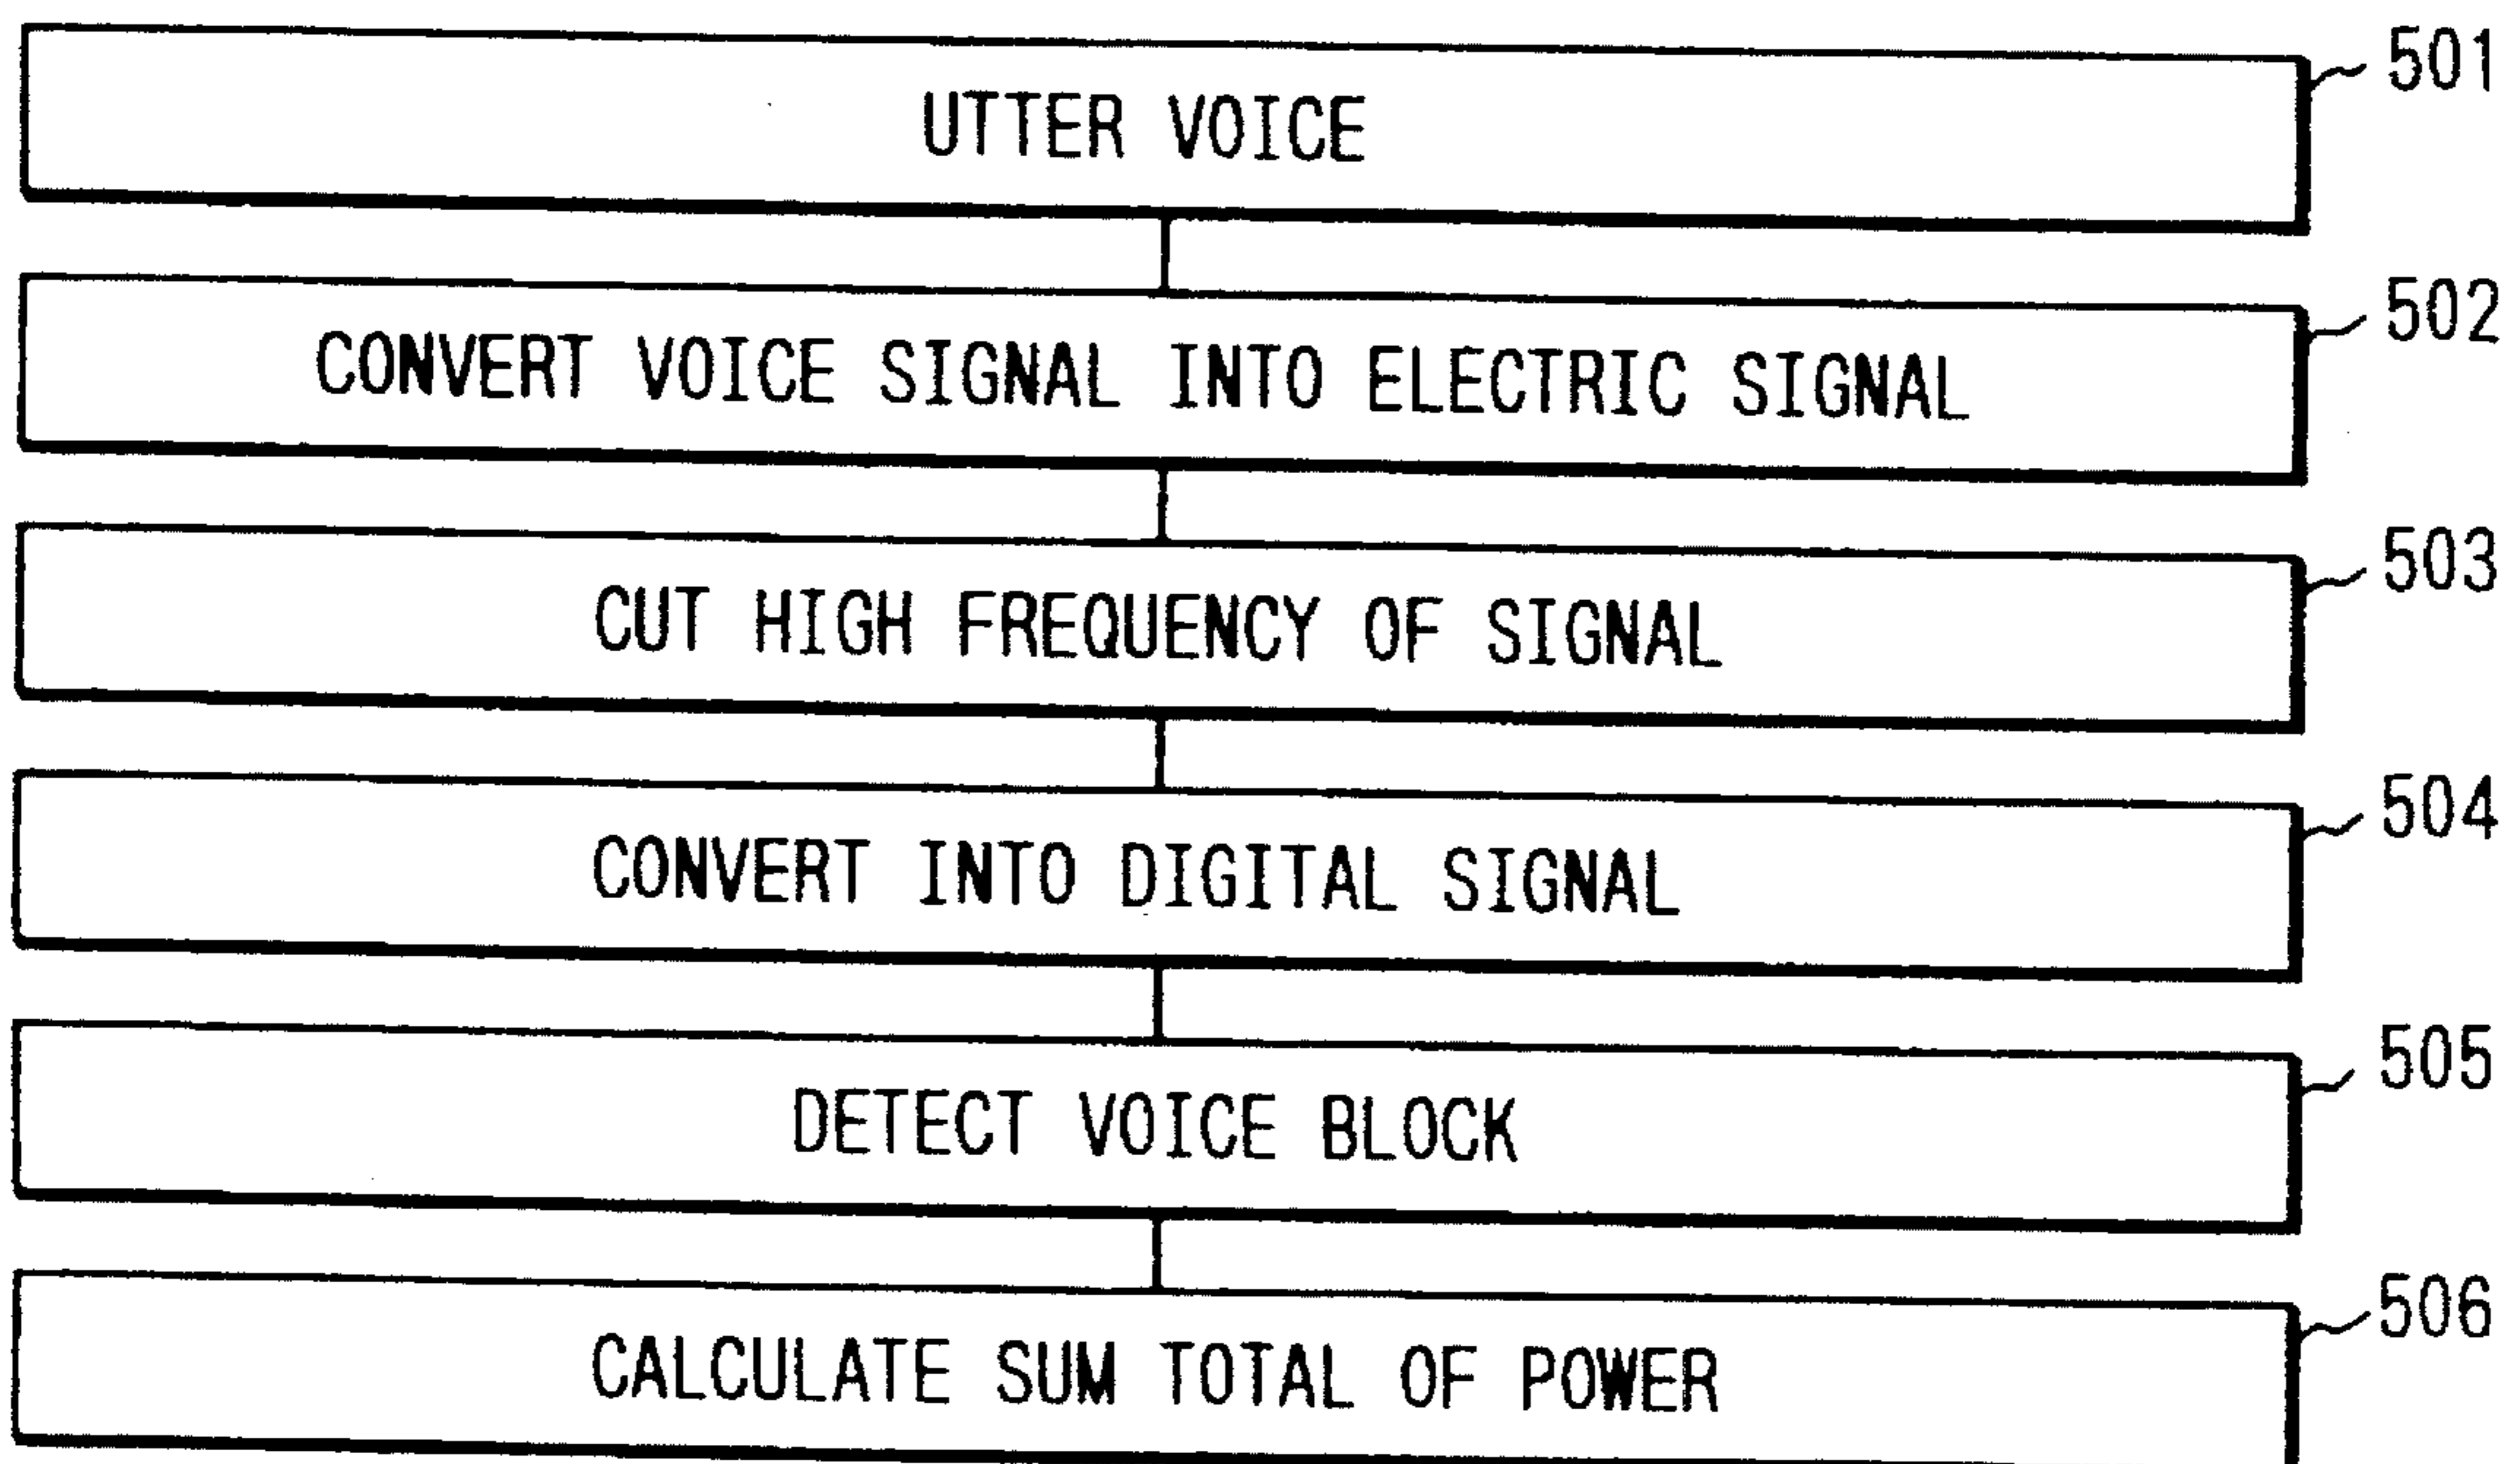 UTTER VOICE 501
CONVERT VOICE SIGNAL INTO ELECTRIC SIGNAL 502
CUT HIGH FREQUENCY OF SIGNAL 503
CONVERT INTO DIGITAL SIGNAL 504
DETECT VOICE BLOCK 505
CALCULATE SUM TOTAL OF POWER 506